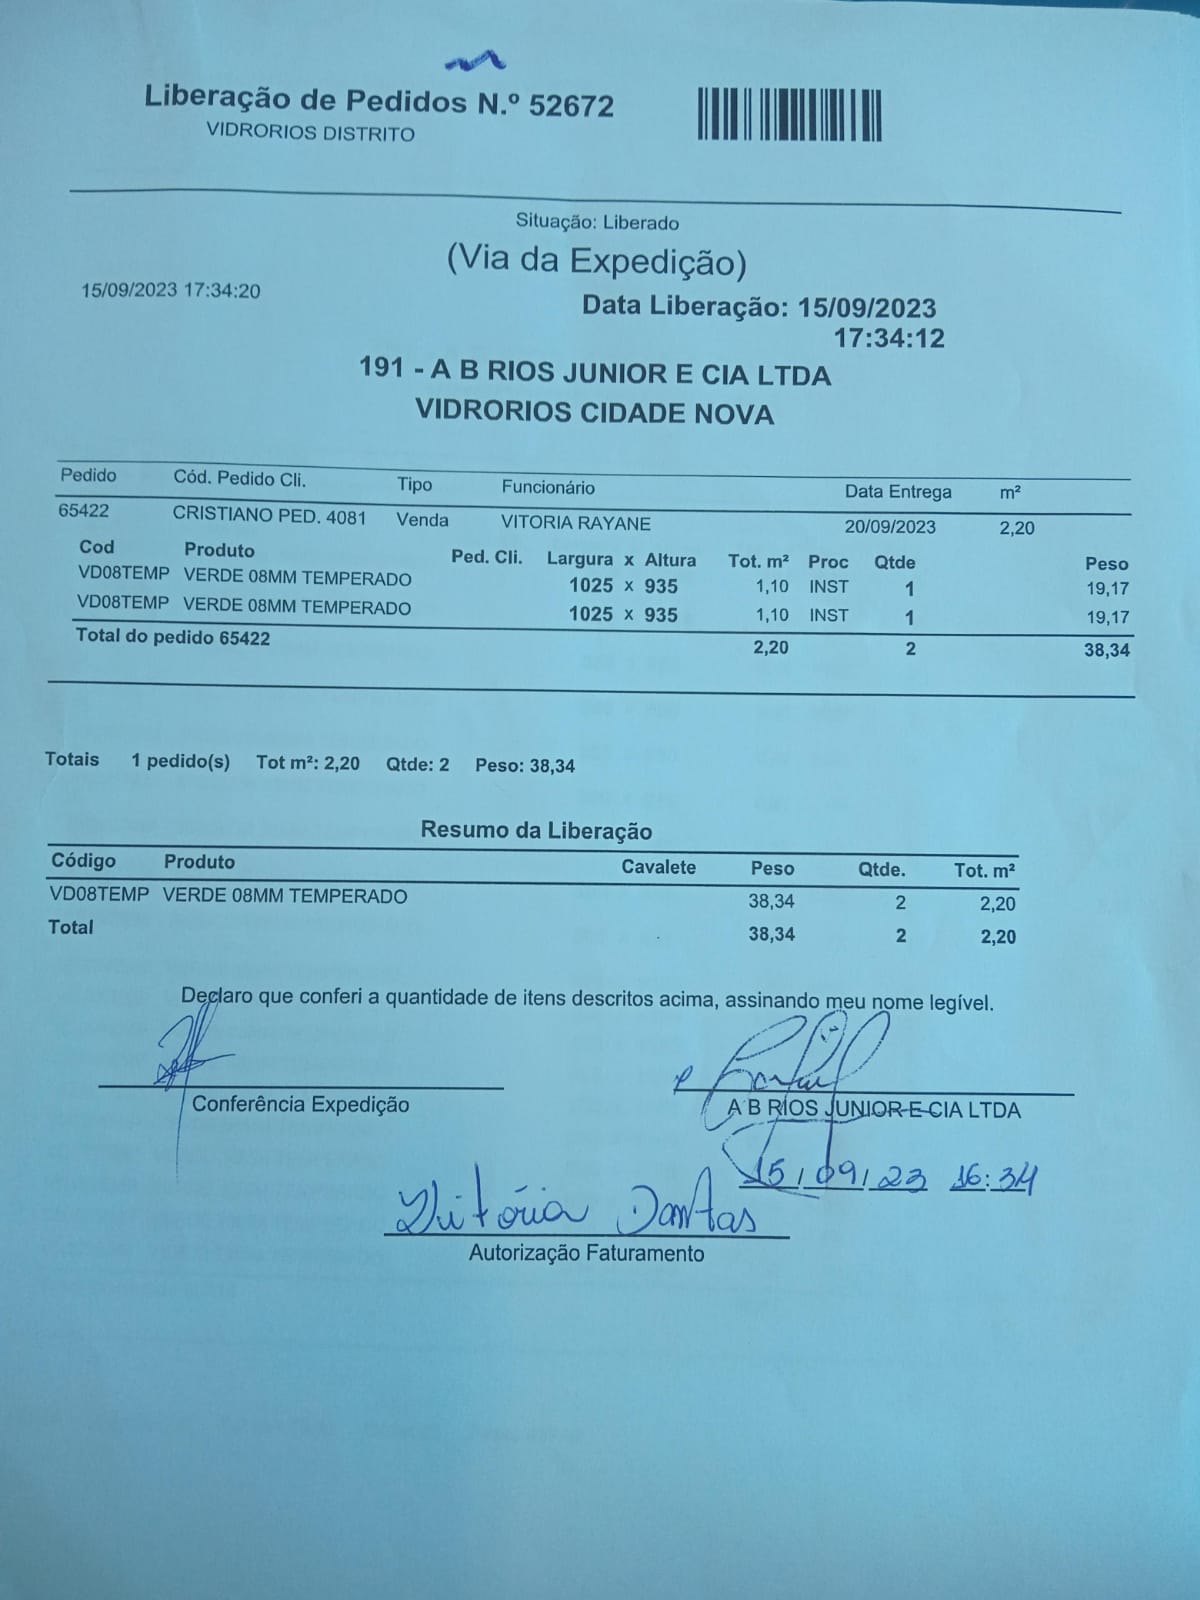 Liberação de Pedidos N.º 52672
VIDRORIOS DISTRITO
Situação: Liberado
(Via da Expedição)
15/09/2023 17:34:20
Data Liberação: 15/09/2023
17:34:12
191 - A B RIOS JUNIOR E CIA LTDA
VIDRORIOS CIDADE NOVA
Pedido Cód. Pedido Cli. Tipo Funcionário Data Entrega m²
65422 CRISTIANO PED. 4081 Venda VITORIA RAYANE 20/09/2023 2,20
Cod Produto Ped. Cli. Largura x Altura Tot. m² Proc Qtde Peso
VD08TEMP VERDE 08MM TEMPERADO 1025 x 935 1,10 INST 1 19,17
VD08TEMP VERDE 08MM TEMPERADO 1025 x 935 1,10 INST 1 19,17
Total do pedido 65422 2,20 2 38,34
Totais 1 pedido(s) Tot m²: 2,20 Qtde: 2 Peso: 38,34
Resumo da Liberação
Código Produto Cavalete Peso Qtde. Tot. m²
VD08TEMP VERDE 08MM TEMPERADO 38,34 2 2,20
Total 38,34 2 2,20
Declaro que conferi a quantidade de itens descritos acima, assinando meu nome legível.
Conferência Expedição
A B RIOS JUNIOR E CIA LTDA
15/09/23 16:34
Vitória Dantas
Autorização Faturamento